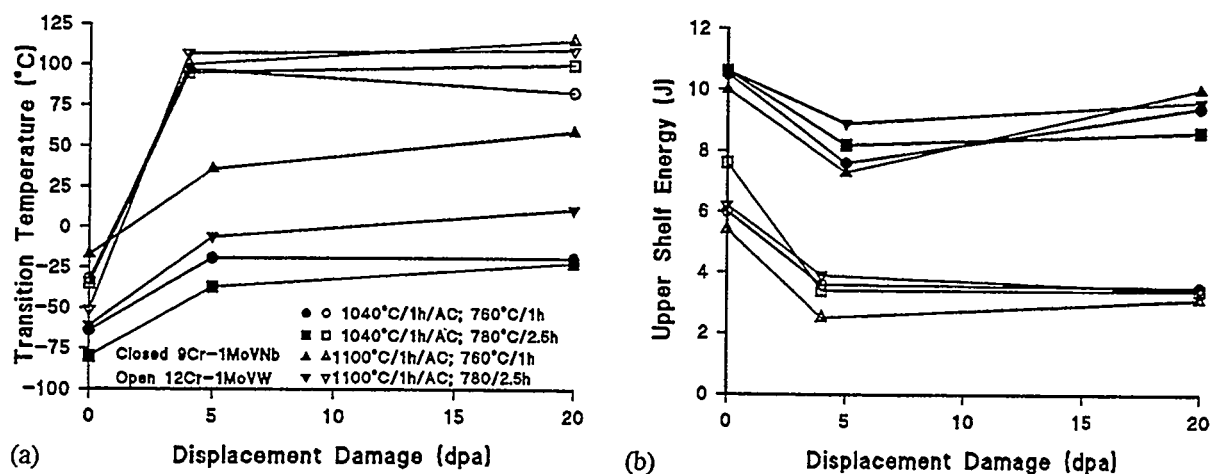 125
100
75
50
25
0
−25
−50
−75
−100
Transition Temperature (°C)
● ○ 1040°C/1h/AC; 760°C/1h
■ □ 1040°C/1h/AC; 780°C/2.5h
Closed 9Cr−1MoVNb ▲ △ 1100°C/1h/AC; 760°C/1h
Open 12Cr−1MoVW ▼ ▽ 1100°C/1h/AC; 780/2.5h
0 5 10 15 20
(a) Displacement Damage (dpa)
12
10
8
6
4
2
0
Upper Shelf Energy (J)
0 5 10 15 20
(b) Displacement Damage (dpa)